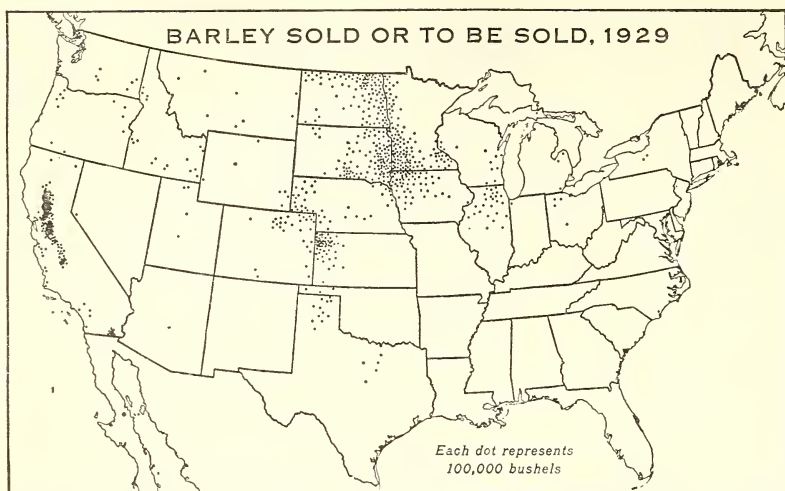 BARLEY SOLD OR TO BE SOLD, 1929
Each dot represents
100,000 bushels